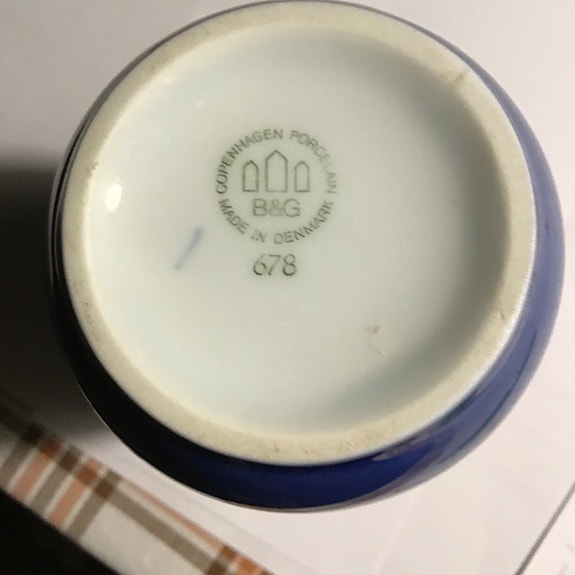 COPENHAGEN PORCELAIN
B&G
MADE IN DENMARK
678